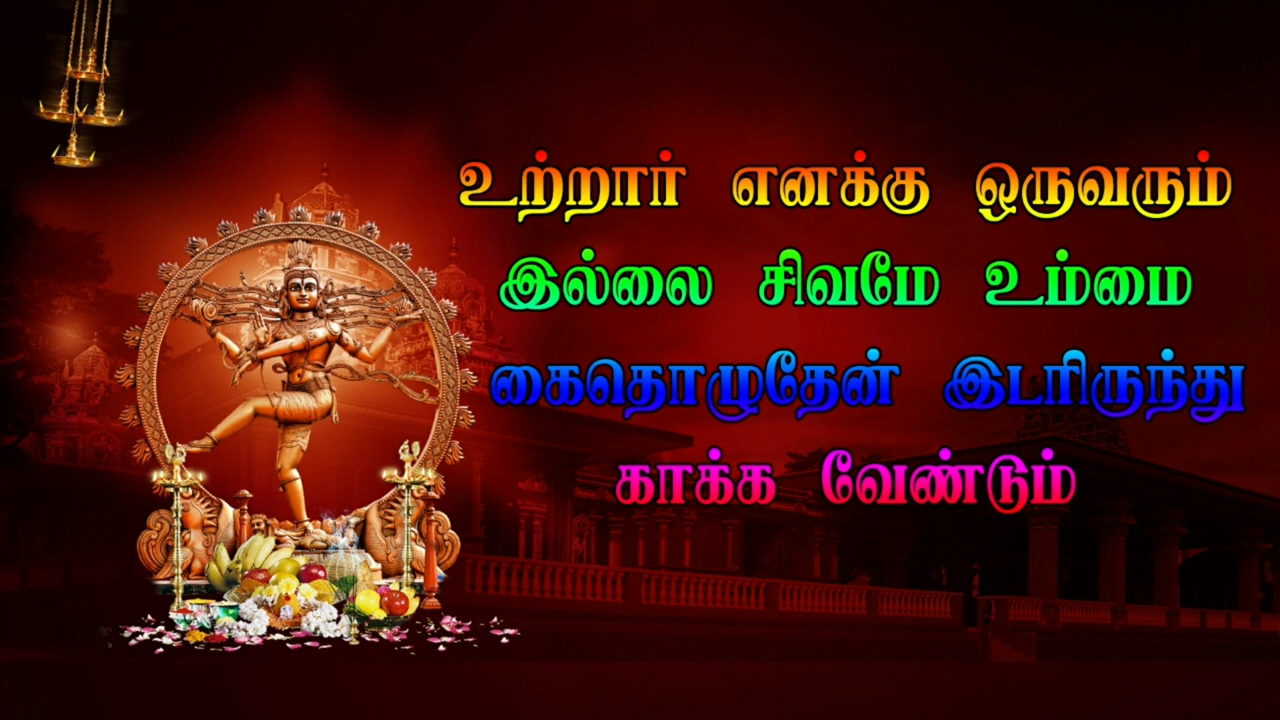 உற்றார் எனக்கு ஒருவரும்
இல்லை சிவமே உம்மை
கைதொழுதேன் இடரிருந்து
காக்க வேண்டும்